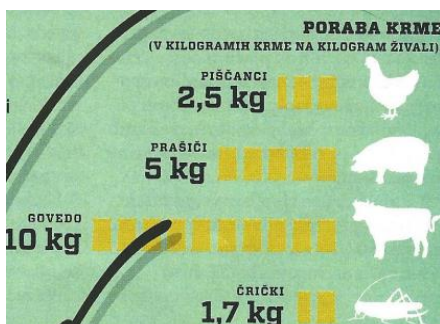 PORABA KRME
(V KILOGRAMIH KRME NA KILOGRAM ŽIVALI)
PIŠČANCI
2,5 kg
i
PRAŠIČI
5 kg
GOVEDO
10 kg
ČRIČKI
1,7 kg